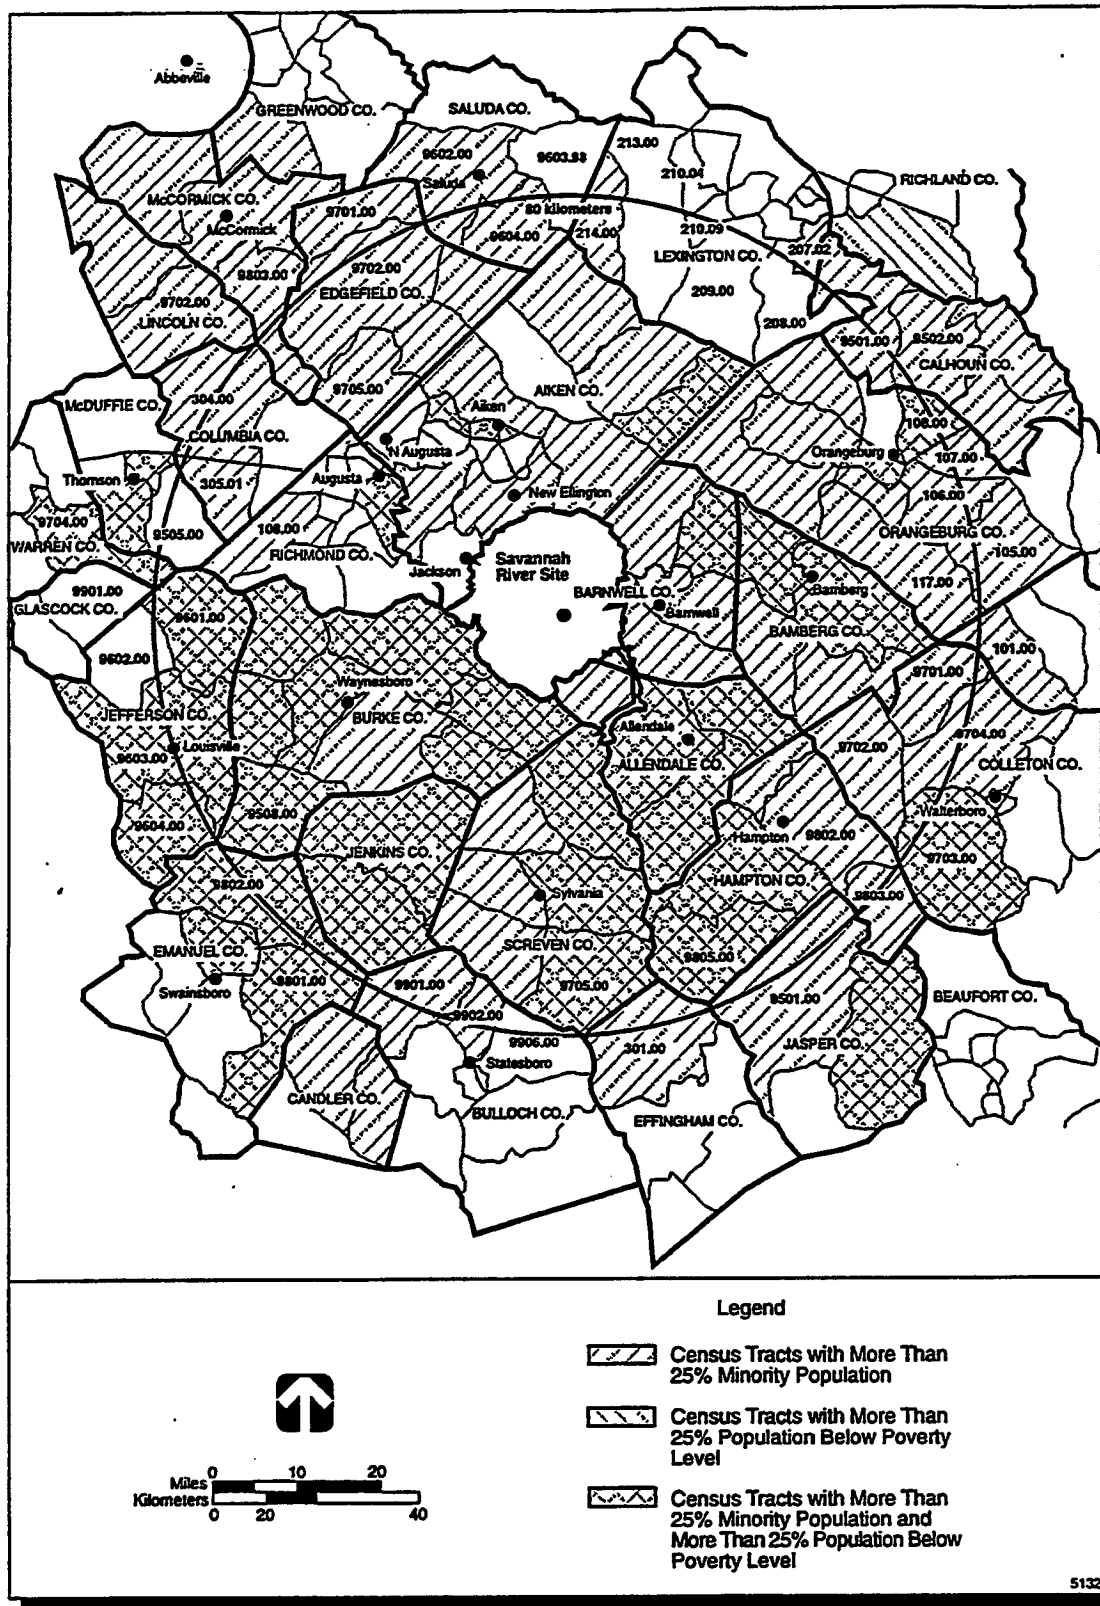 Abbeville
GREENWOOD CO.
SALUDA CO.
9602.00
9603.98
213.00
210.04
RICHLAND CO.
Saluda
McCORMICK CO.
McCormick
9701.00
80 kilometers
9604.00
214.00
210.09
LEXINGTON CO.
207.02
9803.00
9702.00
EDGEFIELD CO.
209.00
9702.00
LINCOLN CO.
208.00
9501.00
9502.00
CALHOUN CO.
9705.00
AIKEN CO.
McDUFFIE CO.
304.00
COLUMBIA CO.
Aiken
108.00
N Augusta
Orangeburg
107.00
Thomson
305.01
Augusta
New Ellington
106.00
9704.00
WARREN CO.
9505.00
108.00
RICHMOND CO.
ORANGEBURG CO.
105.00
Jackson
Savannah
River Site
9901.00
GLASCOCK CO.
9601.00
BARNWELL CO.
Barnwell
Bamberg
117.00
BAMBERG CO.
9602.00
101.00
9701.00
Waynesboro
JEFFERSON CO.
BURKE CO.
Allendale
9702.00
9704.00
Louisville
9603.00
ALLENDALE CO.
COLLETON CO.
9604.00
9508.00
Walterboro
Hampton
9802.00
JENKINS CO.
9703.00
9802.00
HAMPTON CO.
Sylvania
9803.00
EMANUEL CO.
SCREVEN CO.
9805.00
Swainsboro
9801.00
9901.00
9705.00
9501.00
BEAUFORT CO.
9902.00
9906.00
301.00
JASPER CO.
Statesboro
CANDLER CO.
BULLOCH CO.
EFFINGHAM CO.
Legend
Census Tracts with More Than
25% Minority Population
Census Tracts with More Than
25% Population Below Poverty
Level
Census Tracts with More Than
25% Minority Population and
More Than 25% Population Below
Poverty Level
Miles
0 10 20
Kilometers
0 20 40
5132